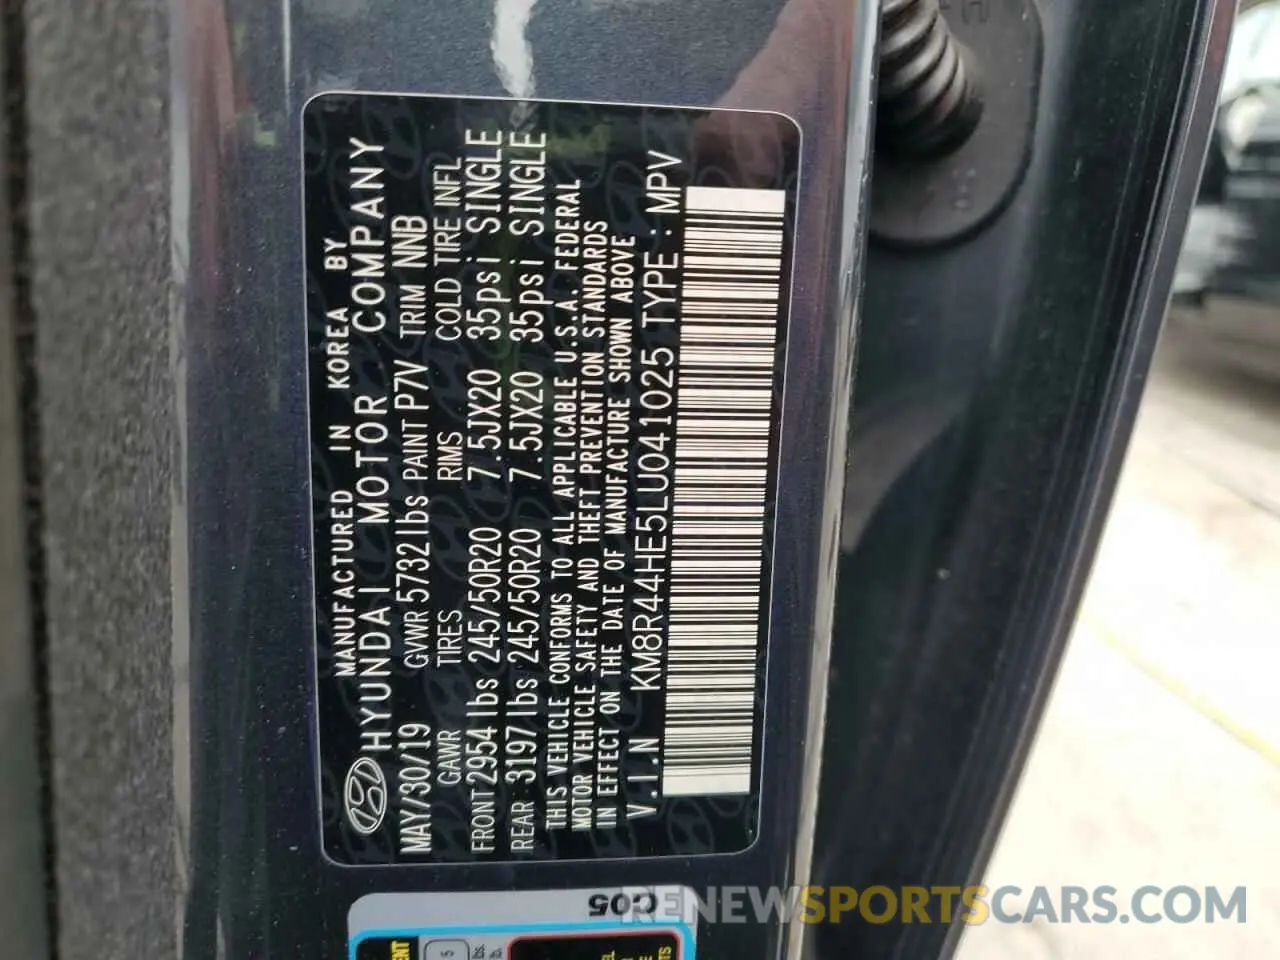 MANUFACTURED IN KOREA BY
HYUNDAI MOTOR COMPANY
MAY/30/19 GVWR 5732lbs PAINT P7V TRIM NNB
GAWR TIRES RIMS COLD TIRE INFL
FRONT 2954lbs 245/50R20 7.5JX20 35psi SINGLE
REAR 3197lbs 245/50R20 7.5JX20 35psi SINGLE
THIS VEHICLE CONFORMS TO ALL APPLICABLE U.S.A. FEDERAL
MOTOR VEHICLE SAFETY AND THEFT PREVENTION STANDARDS
IN EFFECT ON THE DATE OF MANUFACTURE SHOWN ABOVE
V.I.N KM8R44HE5LU041025 TYPE : MPV
C05
5
RENEWSPORTSCARS.COM